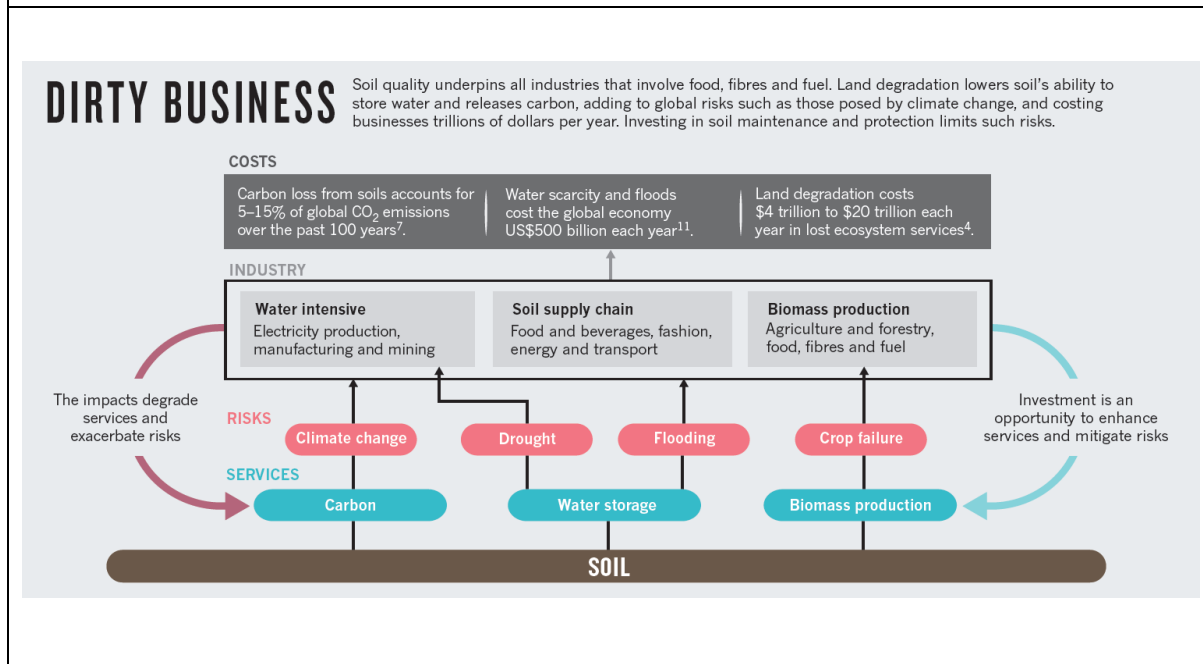 DIRTY BUSINESS
Soil quality underpins all industries that involve food, fibres and fuel. Land degradation lowers soil's ability to
store water and releases carbon, adding to global risks such as those posed by climate change, and costing
businesses trillions of dollars per year. Investing in soil maintenance and protection limits such risks.
COSTS
Carbon loss from soils accounts for
5–15% of global CO₂ emissions
over the past 100 years⁷.
Water scarcity and floods
cost the global economy
US$500 billion each year¹¹.
Land degradation costs
$4 trillion to $20 trillion each
year in lost ecosystem services⁴.
INDUSTRY
Water intensive
Electricity production,
manufacturing and mining
Soil supply chain
Food and beverages, fashion,
energy and transport
Biomass production
Agriculture and forestry,
food, fibres and fuel
The impacts degrade
services and
exacerbate risks
Investment is an
opportunity to enhance
services and mitigate risks
RISKS
Climate change
Drought
Flooding
Crop failure
SERVICES
Carbon
Water storage
Biomass production
SOIL